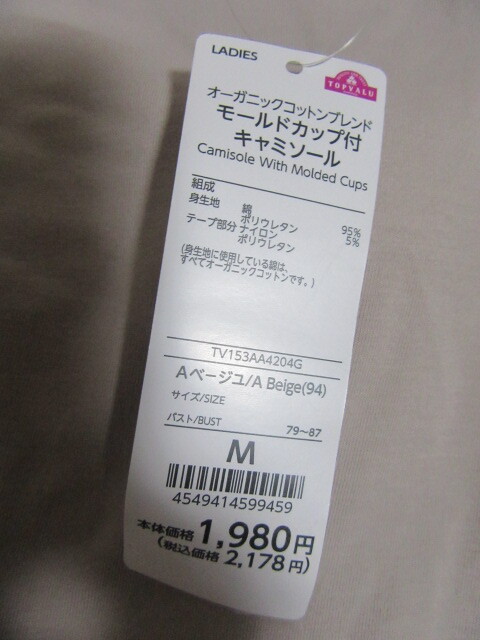 LADIES
TOPVALU
オーガニックコットンブレンド
モールドカップ付
キャミソール
Camisole With Molded Cups
組成
身生地 綿 95%
ポリウレタン 5%
テープ部分 ナイロン
ポリウレタン
(身生地に使用している綿は、
すべてオーガニックコットンです。)
TV153AA4204G
Aベージュ/A Beige(94)
サイズ/SIZE
バスト/BUST 79~87
M
4549414599459
本体価格 1,980円
(税込価格 2,178円)